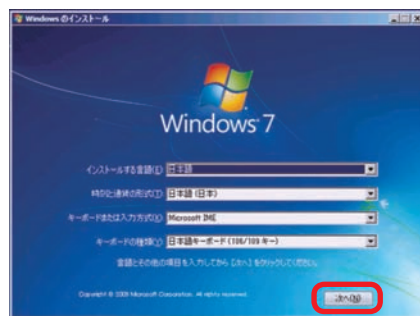 Windows のインストール
Windows 7
インストールする言語(I) 日本語
時刻と通貨の形式(T) 日本語 (日本)
キーボードまたは入力方式(K) Microsoft IME
キーボードの種類(Y) 日本語キーボード (106/109 キー)
言語とその他の項目を入力してから [次へ] をクリックしてください。
Copyright © 2009 Microsoft Corporation. All rights reserved.
次へ(N)